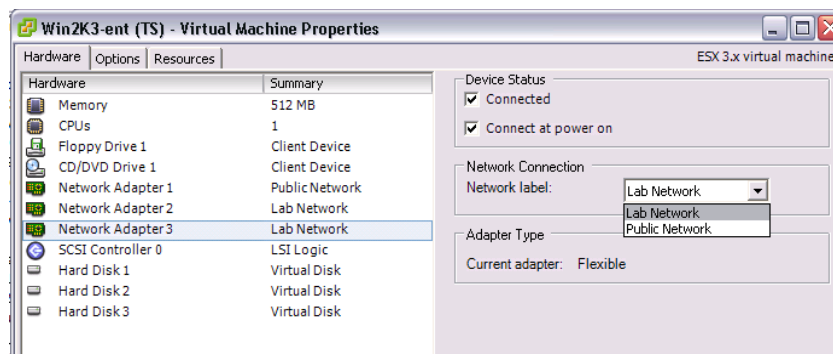 Win2K3-ent (TS) - Virtual Machine Properties
Hardware Options Resources
ESX 3.x virtual machine
Hardware Summary
Memory 512 MB
CPUs 1
Floppy Drive 1 Client Device
CD/DVD Drive 1 Client Device
Network Adapter 1 Public Network
Network Adapter 2 Lab Network
Network Adapter 3 Lab Network
SCSI Controller 0 LSI Logic
Hard Disk 1 Virtual Disk
Hard Disk 2 Virtual Disk
Hard Disk 3 Virtual Disk
Device Status
Connected
Connect at power on
Network Connection
Network label: Lab Network
Lab Network
Public Network
Adapter Type
Current adapter: Flexible